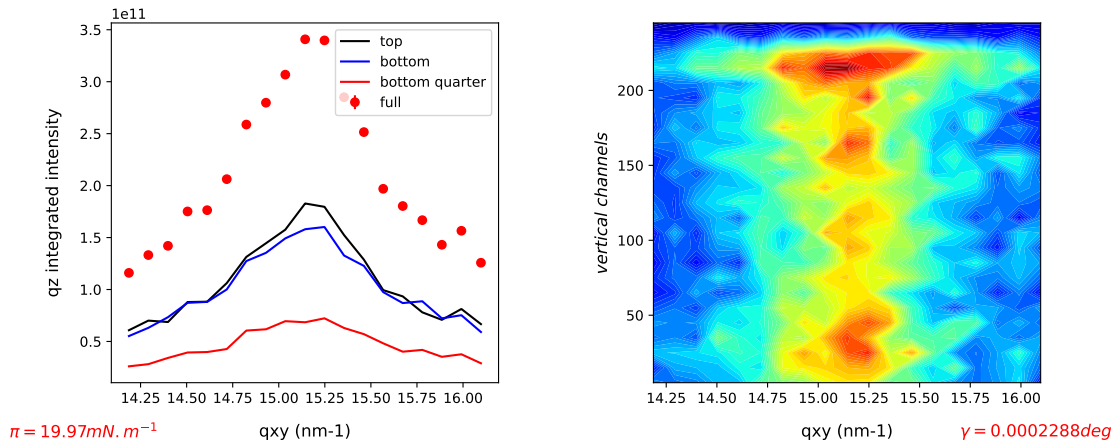 1e11
3.5
3.0
2.5
2.0
1.5
1.0
0.5
qz integrated intensity
top
bottom
bottom quarter
full
14.25 14.50 14.75 15.00 15.25 15.50 15.75 16.00
qxy (nm-1)
π = 19.97mN.m⁻¹
200
150
100
50
vertical channels
14.25 14.50 14.75 15.00 15.25 15.50 15.75 16.00
qxy (nm-1)
γ = 0.0002288deg